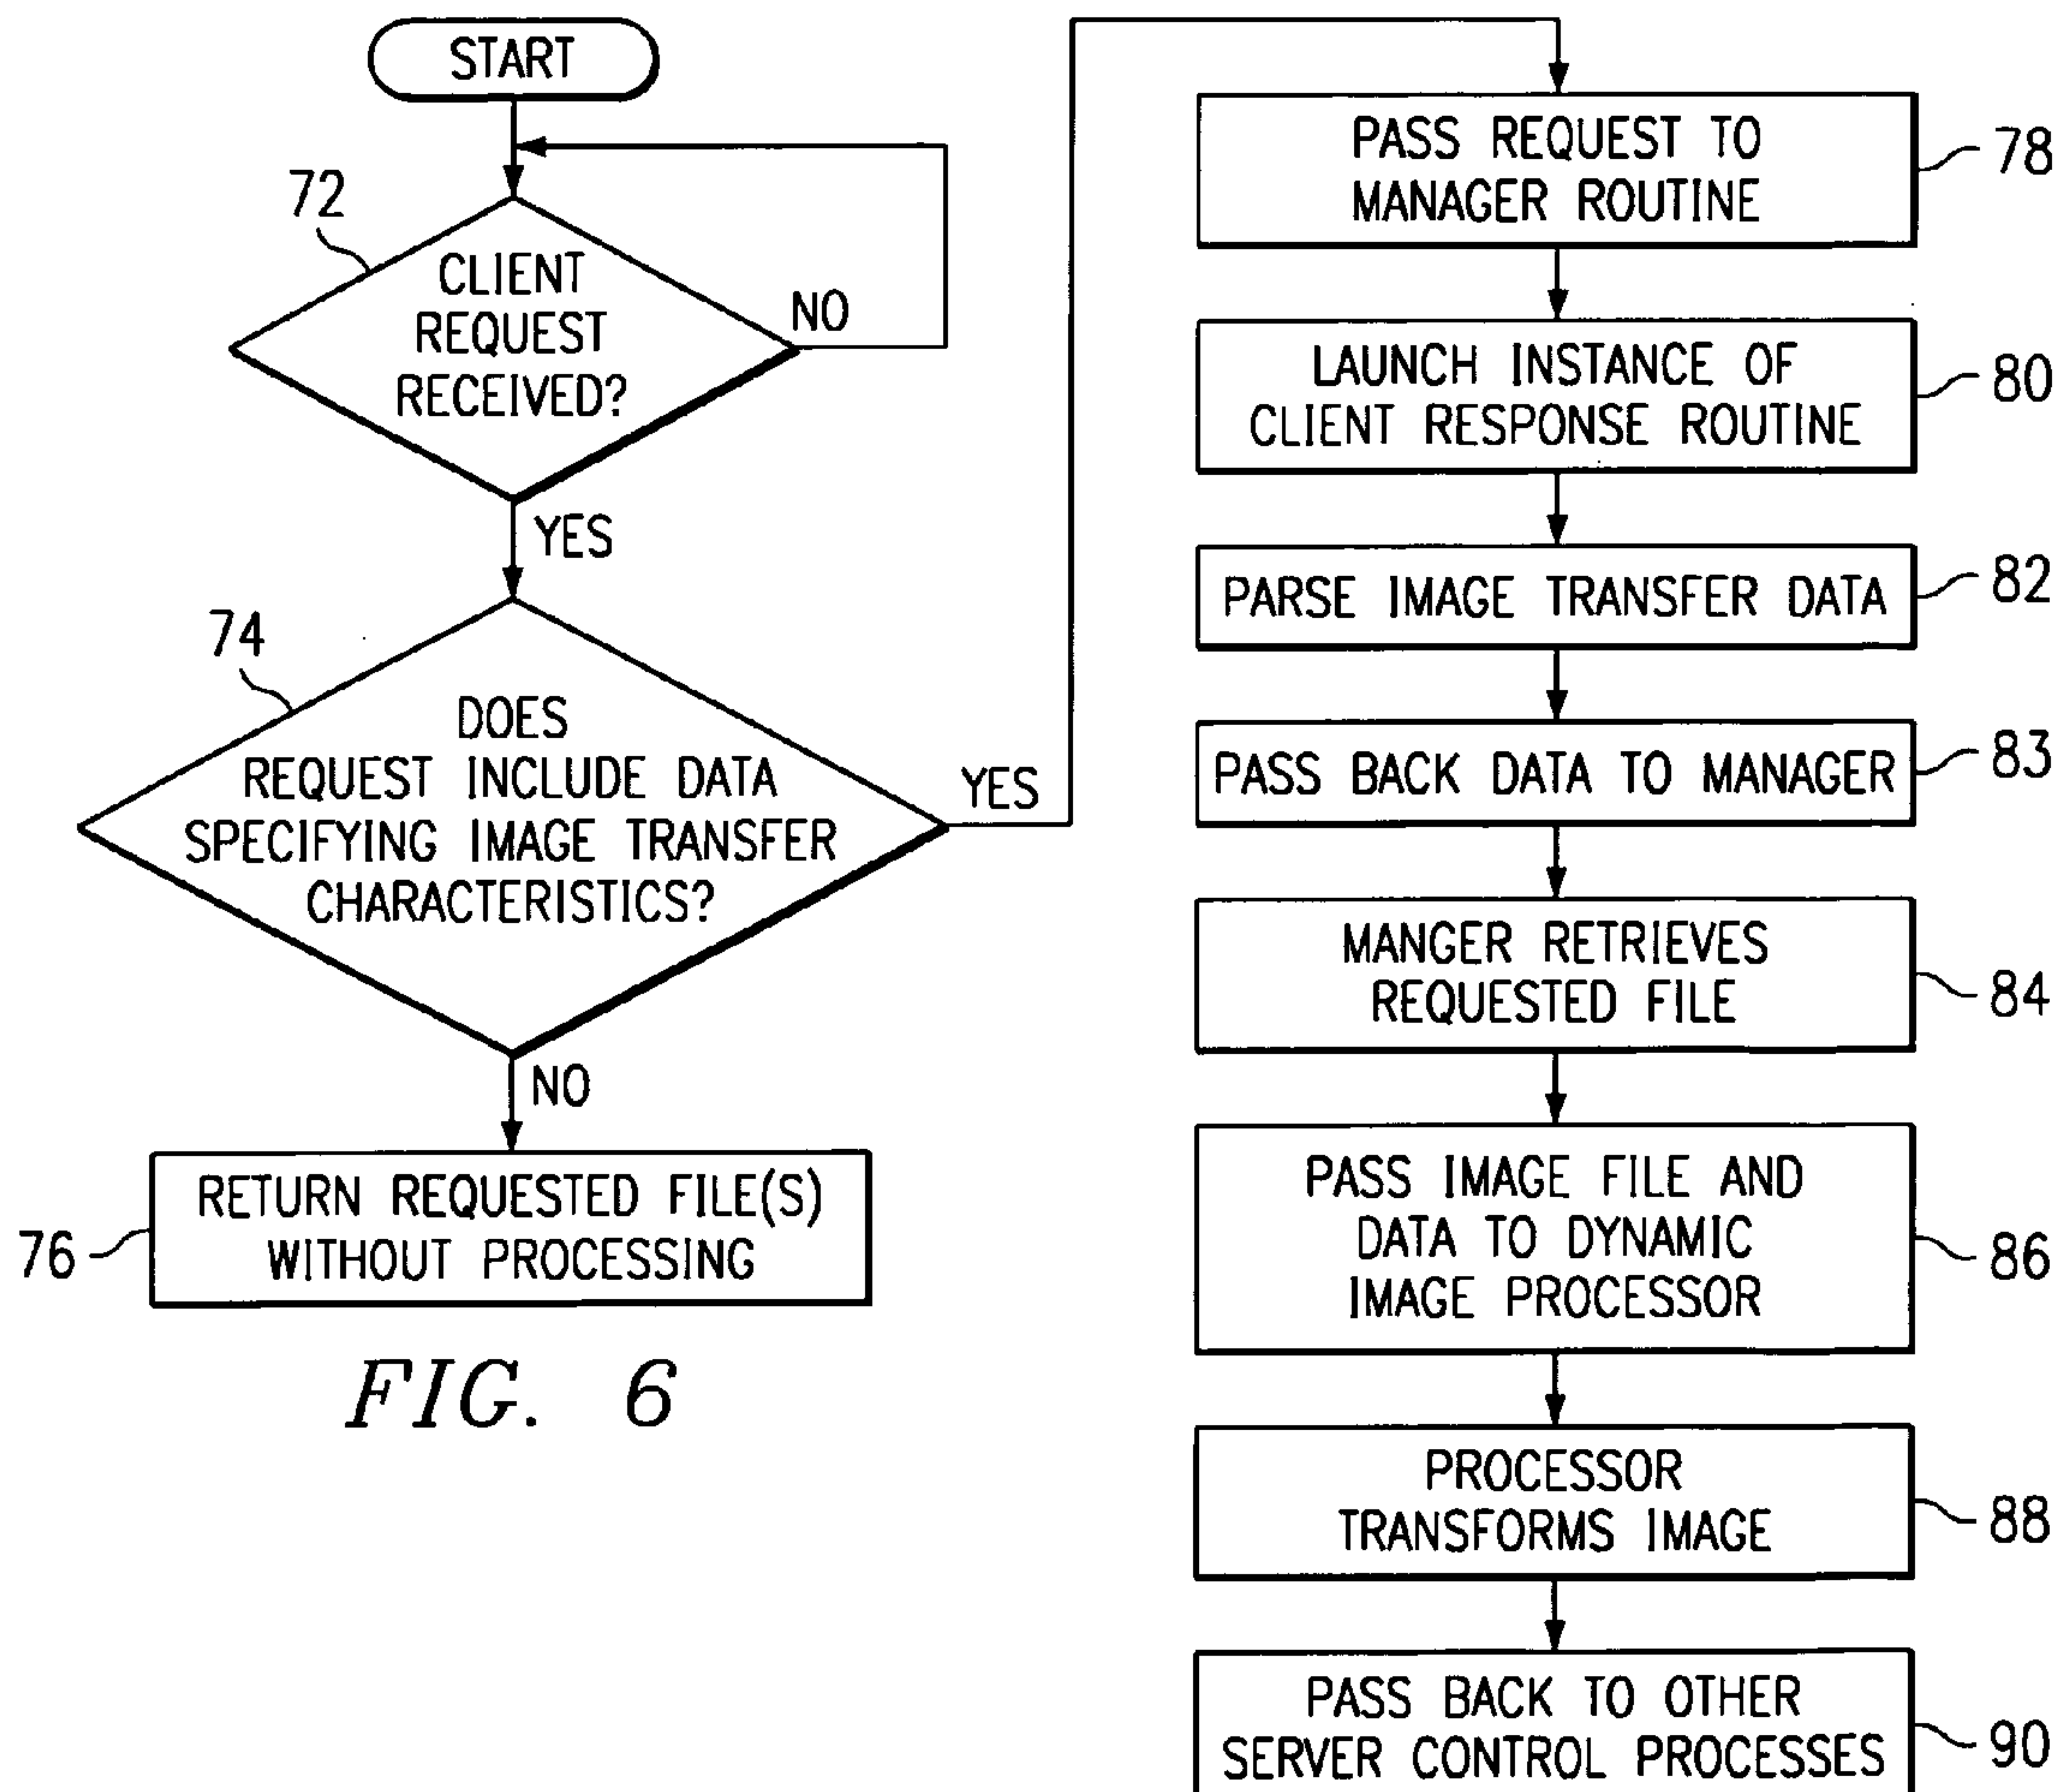 START
72
CLIENT
REQUEST
RECEIVED?
NO
YES
74
DOES
REQUEST INCLUDE DATA
SPECIFYING IMAGE TRANSFER
CHARACTERISTICS?
YES
NO
RETURN REQUESTED FILE(S)
WITHOUT PROCESSING
76
FIG. 6
PASS REQUEST TO
MANAGER ROUTINE
78
LAUNCH INSTANCE OF
CLIENT RESPONSE ROUTINE
80
PARSE IMAGE TRANSFER DATA
82
PASS BACK DATA TO MANAGER
83
MANGER RETRIEVES
REQUESTED FILE
84
PASS IMAGE FILE AND
DATA TO DYNAMIC
IMAGE PROCESSOR
86
PROCESSOR
TRANSFORMS IMAGE
88
PASS BACK TO OTHER
SERVER CONTROL PROCESSES
90